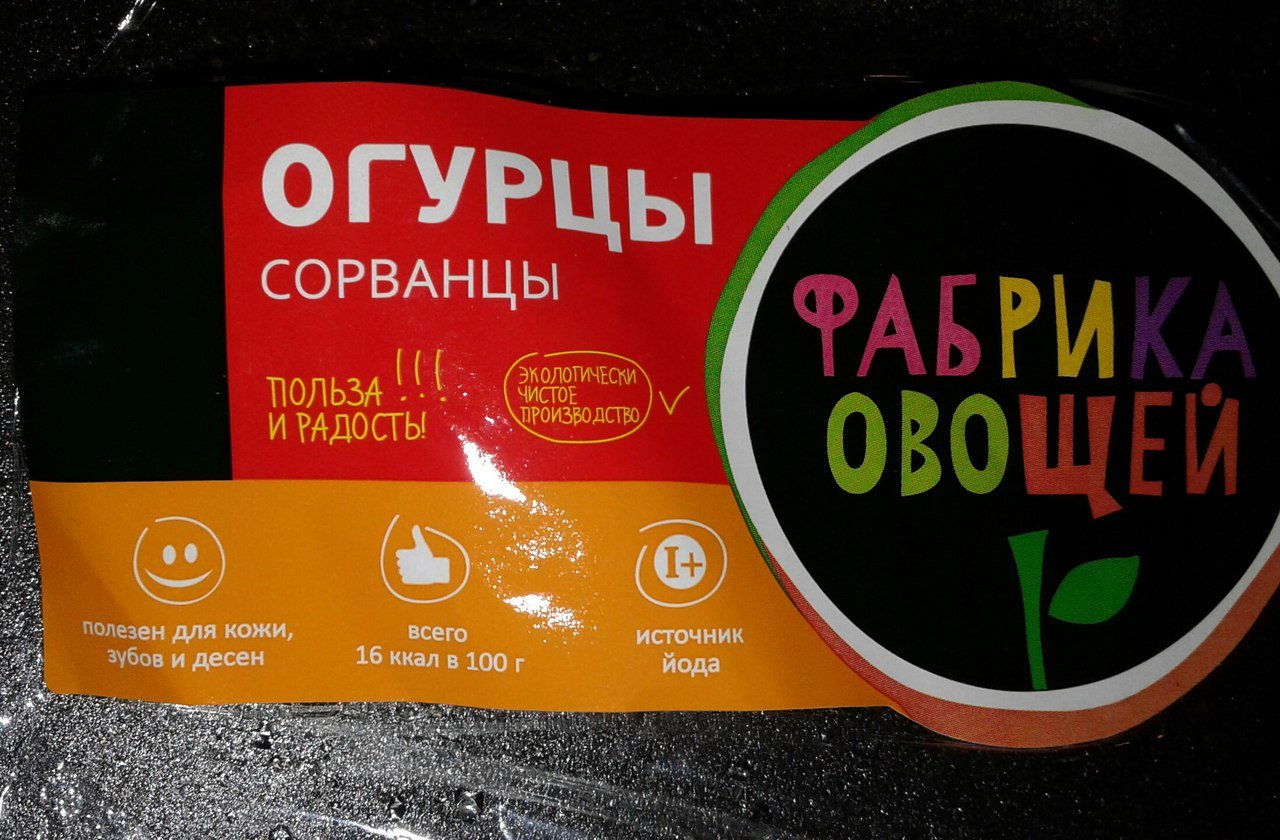 ОГУРЦЫ
СОРВАНЦЫ
ПОЛЬЗА !!!
И РАДОСТЬ!
ЭКОЛОГИЧЕСКИ
ЧИСТОЕ
ПРОИЗВОДСТВО
ФАБРИКА
ОВОЩЕЙ
I+
полезен для кожи,
зубов и десен
всего
16 ккал в 100 г
источник
йода